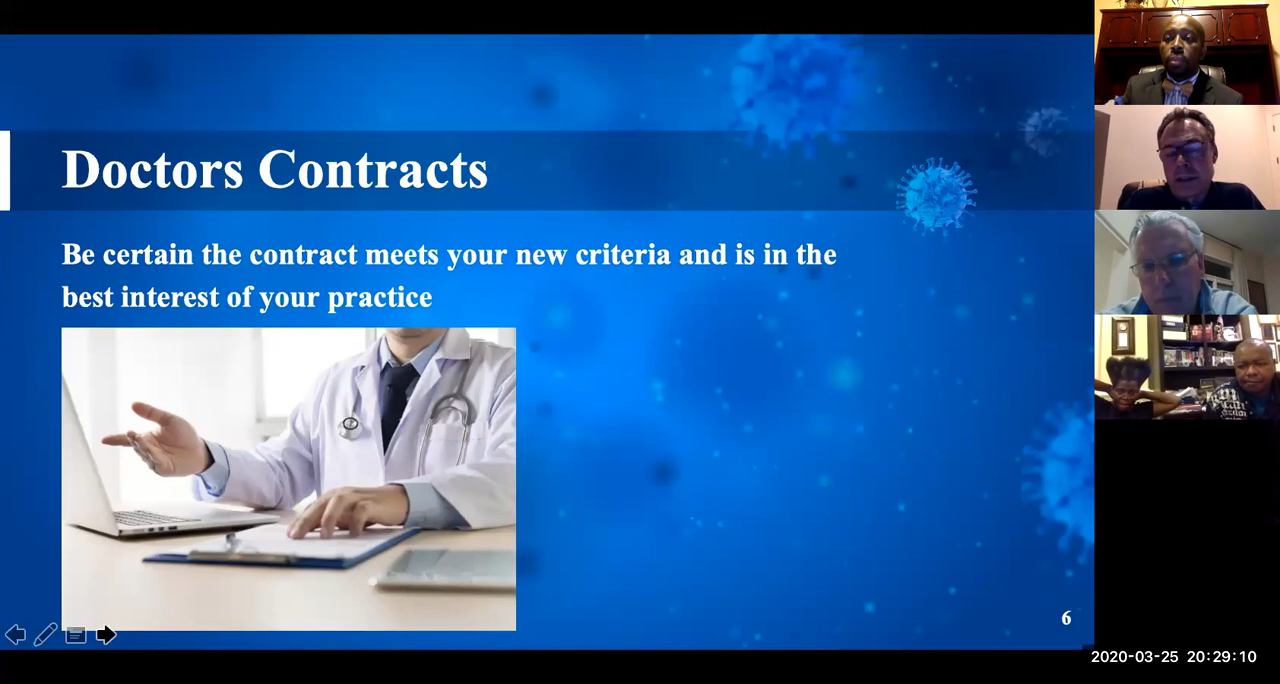 Doctors Contracts
Be certain the contract meets your new criteria and is in the
best interest of your practice
6
2020-03-25 20:29:10